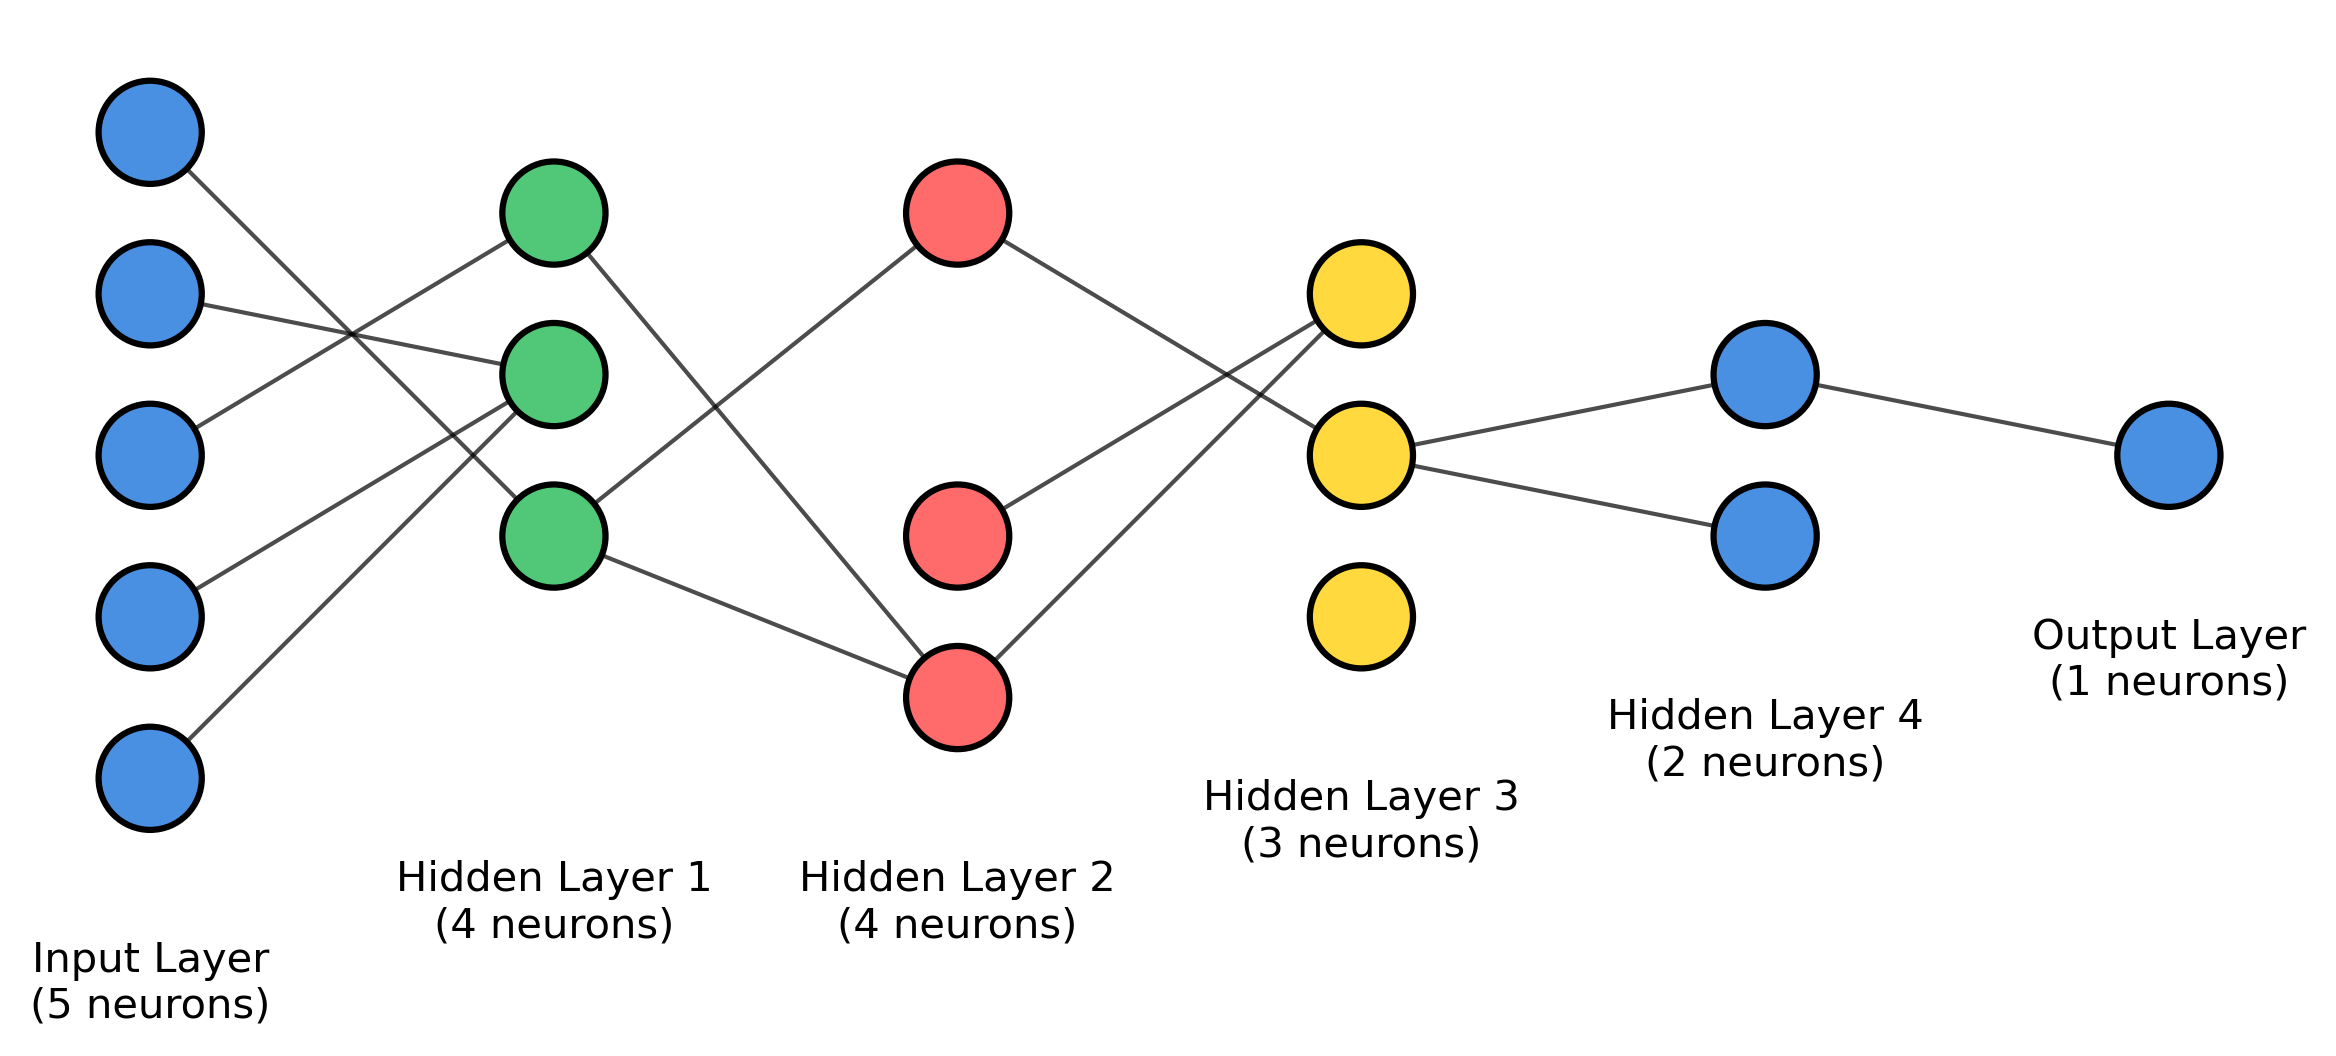 Input Layer
(5 neurons)
Hidden Layer 1
(4 neurons)
Hidden Layer 2
(4 neurons)
Hidden Layer 3
(3 neurons)
Hidden Layer 4
(2 neurons)
Output Layer
(1 neurons)